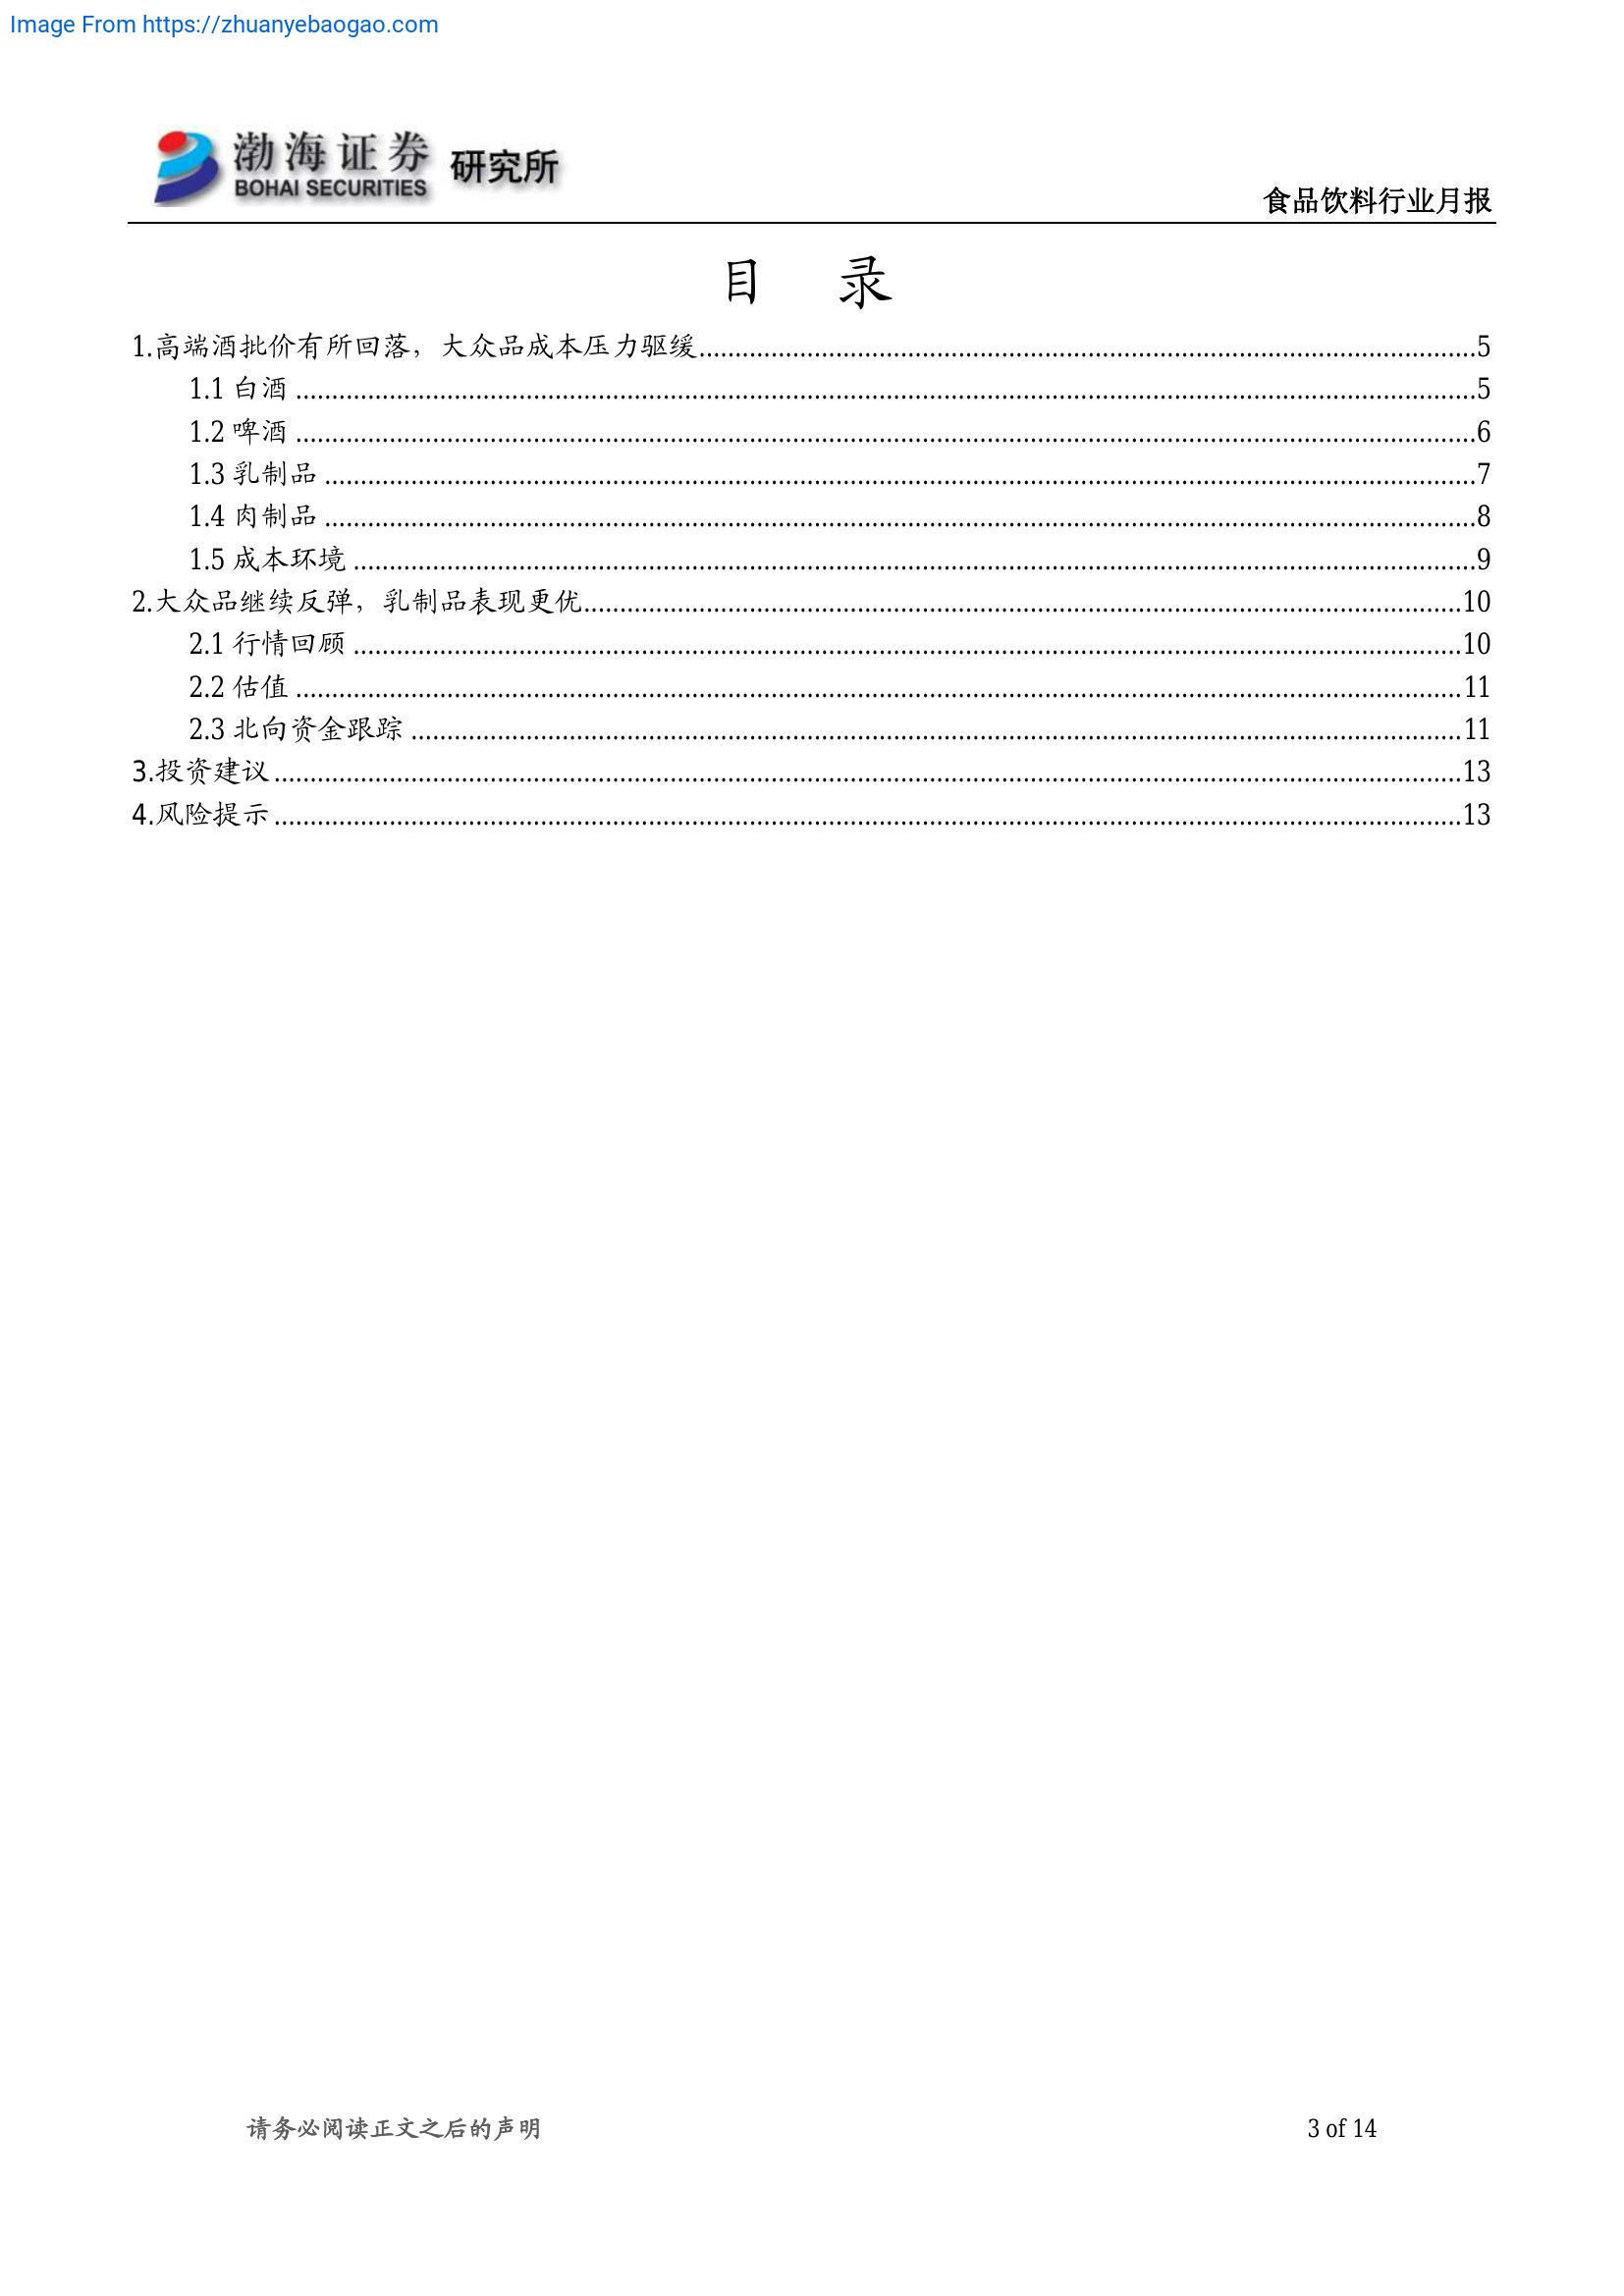 Image From https://zhuanyebaogao.com
渤海证券 研究所
BOHAI SECURITIES
食品饮料行业月报
目 录
1.高端酒批价有所回落，大众品成本压力驱缓........5
1.1 白酒........5
1.2 啤酒........6
1.3 乳制品........7
1.4 肉制品........8
1.5 成本环境........9
2.大众品继续反弹，乳制品表现更优........10
2.1 行情回顾........10
2.2 估值........11
2.3 北向资金跟踪........11
3.投资建议........13
4.风险提示........13
请务必阅读正文之后的声明 3 of 14